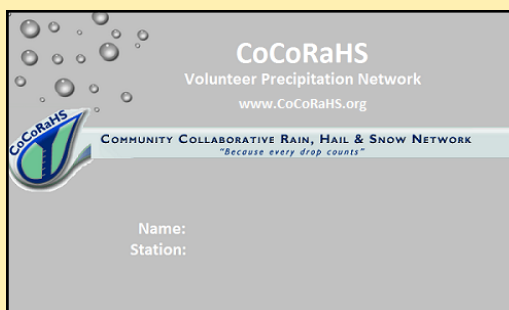 CoCoRaHS
Volunteer Precipitation Network
www.CoCoRaHS.org
CoCoRaHS
COMMUNITY COLLABORATIVE RAIN, HAIL & SNOW NETWORK
"Because every drop counts"
Name:
Station: